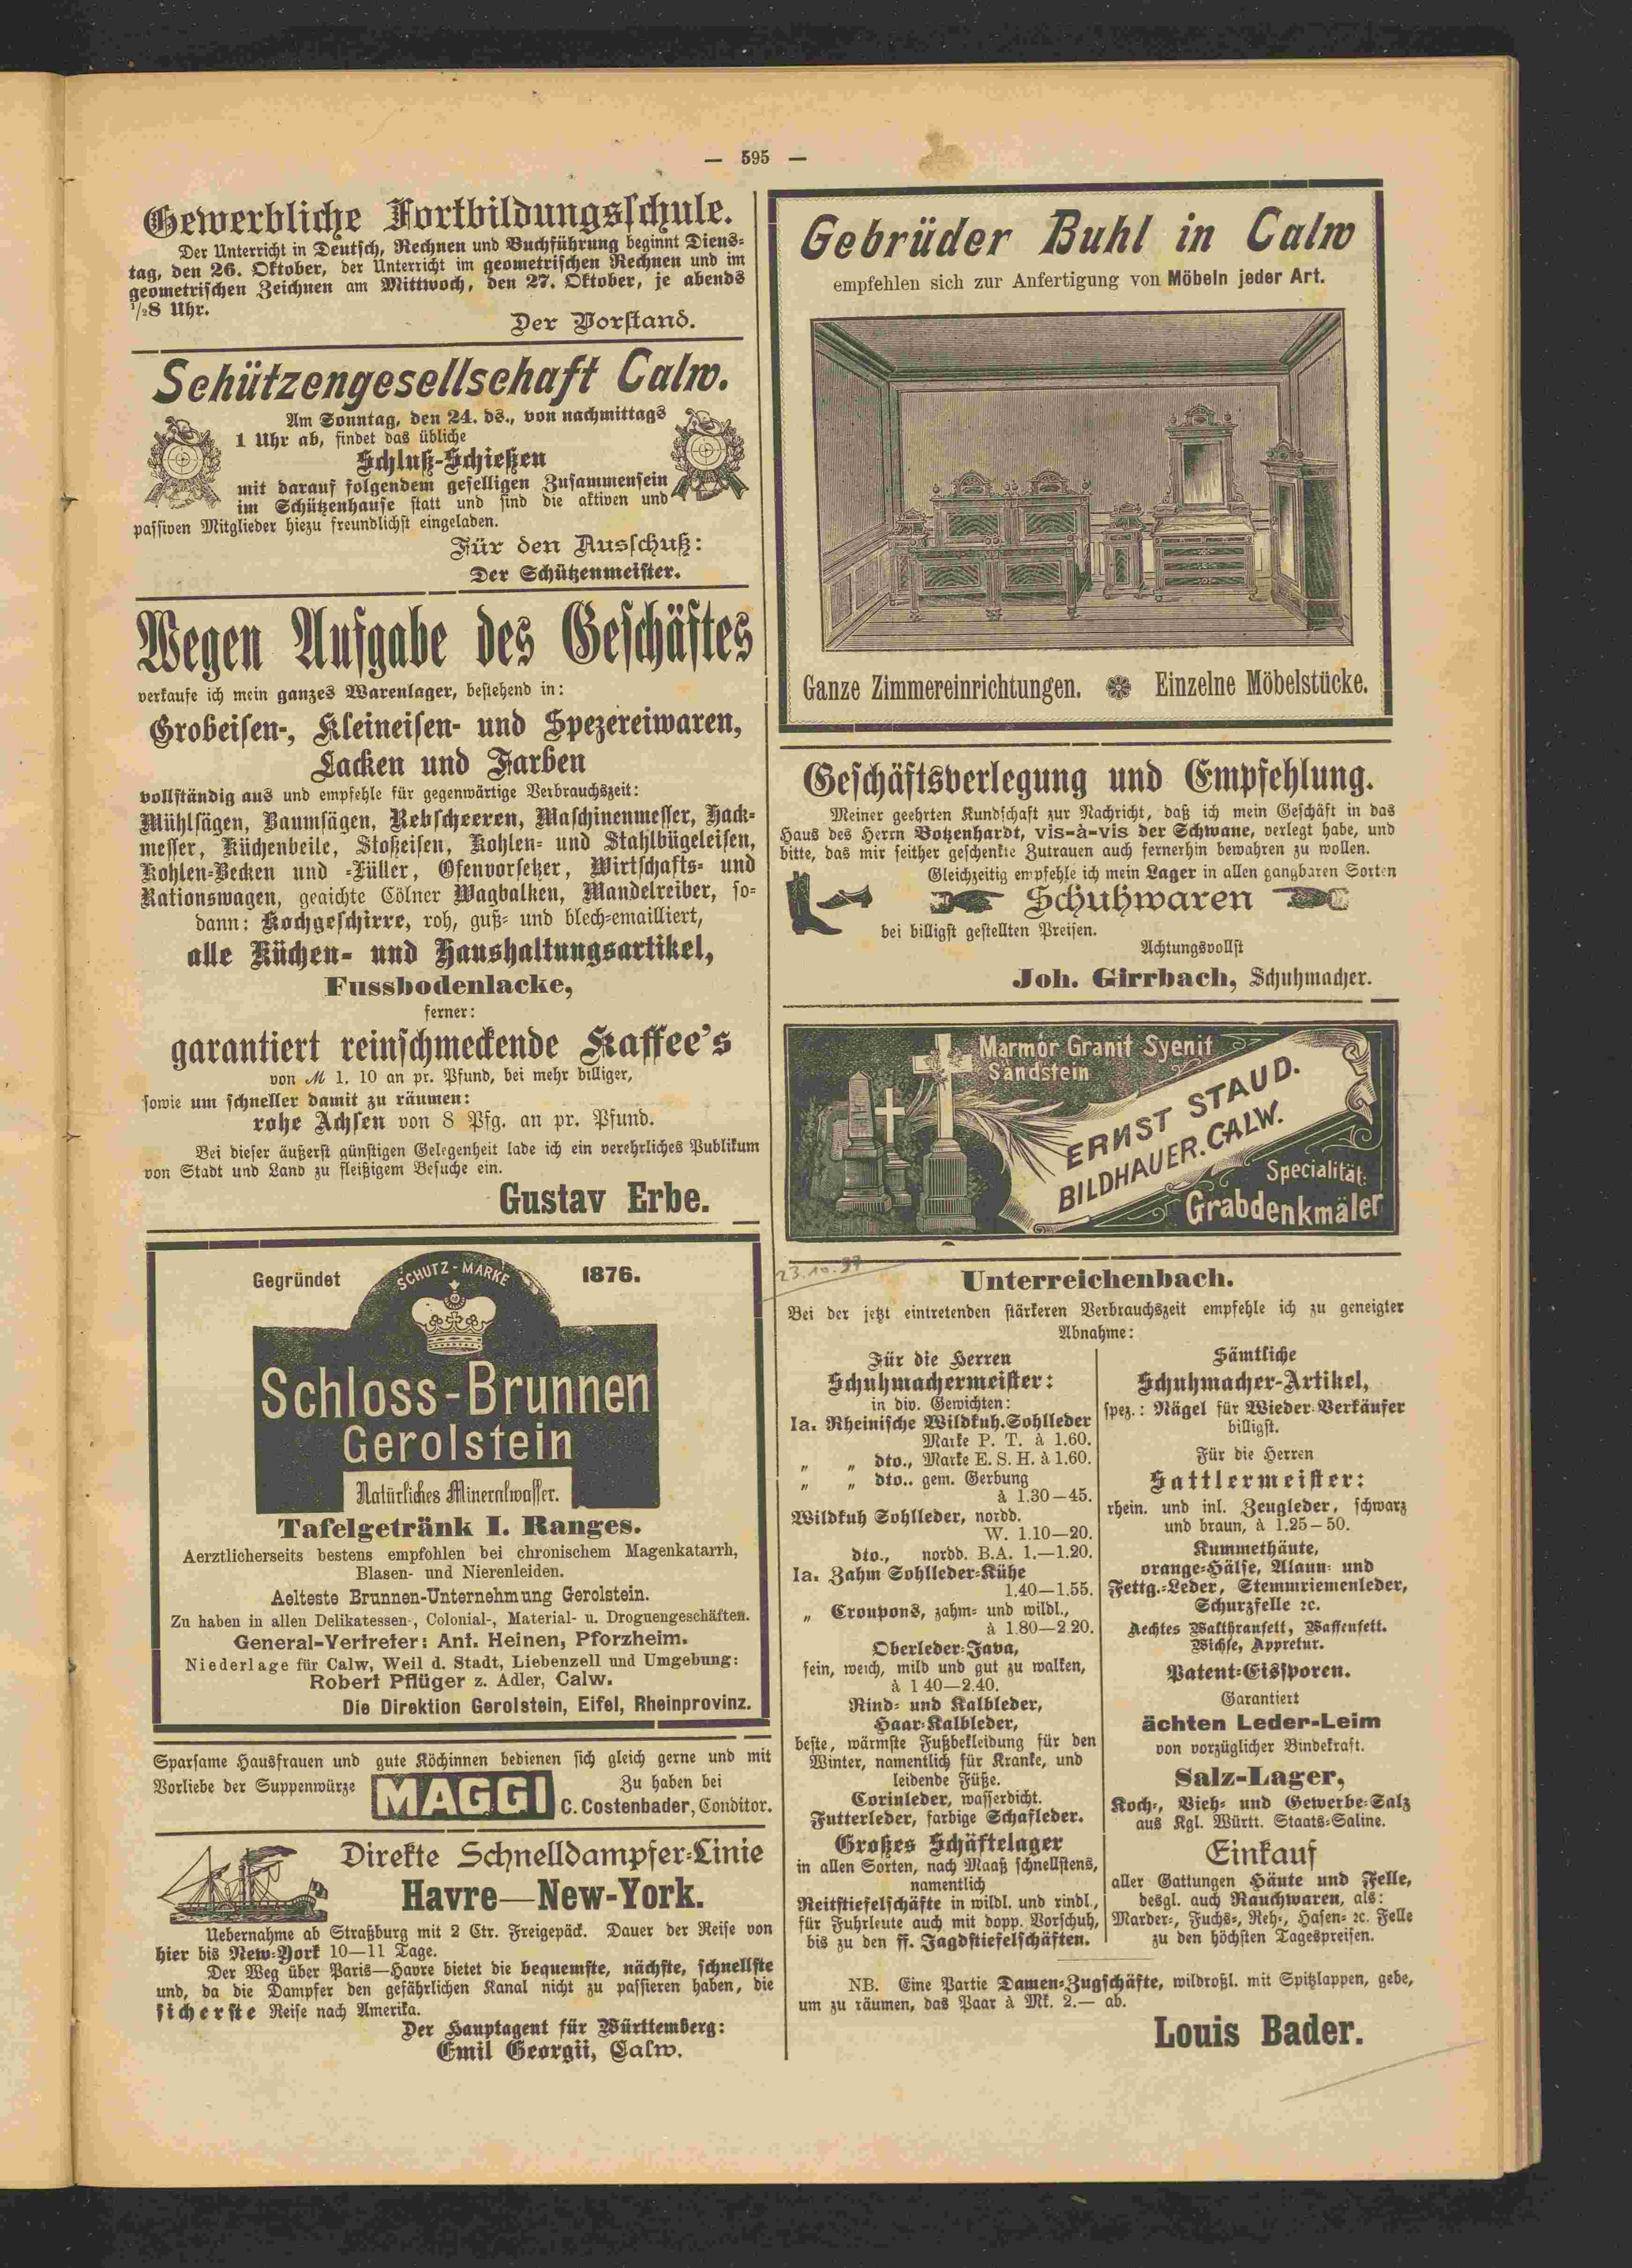 — 595 —
Gewerbliche Fortbildungsschule.
Der Unterricht in Deutsch, Rechnen und Buchführung beginnt Diens-
tag, den 26. Oktober, der Unterricht im geometrischen Rechnen und im
geometrischen Zeichnen am Mittwoch, den 27. Oktober, je abends
1/28 Uhr.
Der Vorstand.
Schützengesellschaft Calw.
Am Sonntag, den 24. ds., von nachmittags
1 Uhr ab, findet das übliche
Schluß-Schießen
mit darauf folgendem geselligen Zusammensein
im Schützenhause statt und sind die aktiven und
passiven Mitglieder hiezu freundlichst eingeladen.
Für den Ausschuß:
Der Schützenmeister.
Wegen Aufgabe des Geschäftes
verkaufe ich mein ganzes Warenlager, bestehend in:
Grobeisen-, Kleineisen- und Spezereiwaren,
Lacken und Farben
vollständig aus und empfehle für gegenwärtige Verbrauchszeit:
Mühlsägen, Baumsägen, Rebscheeren, Maschinenmesser, Hack-
messer, Küchenbeile, Stoßeisen, Kohlen- und Stahlbügeleisen,
Kohlen-Becken und -Füller, Ofenvorsetzer, Wirtschafts- und
Rationswagen, geaichte Cölner Wagbalken, Mandelreiber, so-
dann: Kochgeschirre, roh, guß- und blech-emailliert,
alle Küchen- und Haushaltungsartikel,
Fussbodenlacke,
ferner:
garantiert reinschmeckende Kaffee's
von M 1. 10 an pr. Pfund, bei mehr billiger,
sowie um schneller damit zu räumen:
rohe Achsen von 8 Pfg. an pr. Pfund.
Bei dieser äußerst günstigen Gelegenheit lade ich ein verehrliches Publikum
von Stadt und Land zu fleißigem Besuche ein.
Gustav Erbe.
Gegründet 1876.
SCHUTZ-MARKE
Schloss-Brunnen
Gerolstein
Natürliches Mineralwasser.
Tafelgetränk I. Ranges.
Aerztlicherseits bestens empfohlen bei chronischem Magenkatarrh,
Blasen- und Nierenleiden.
Aelteste Brunnen-Unternehmung Gerolstein.
Zu haben in allen Delikatessen-, Colonial-, Material- u. Droguengeschäften.
General-Vertreter: Ant. Heinen, Pforzheim.
Niederlage für Calw, Weil d. Stadt, Liebenzell und Umgebung:
Robert Pflüger z. Adler, Calw.
Die Direktion Gerolstein, Eifel, Rheinprovinz.
Sparsame Hausfrauen und gute Köchinnen bedienen sich gleich gerne und mit
Vorliebe der Suppenwürze MAGGI Zu haben bei
C. Costenbader, Conditor.
Direkte Schnelldampfer-Linie
Havre—New-York.
Uebernahme ab Straßburg mit 2 Ctr. Freigepäck. Dauer der Reise von
hier bis New-York 10—11 Tage.
Der Weg über Paris—Havre bietet die bequemste, nächste, schnellste
und, da die Dampfer den gefährlichen Kanal nicht zu passieren haben, die
sicherste Reise nach Amerika.
Der Hauptagent für Württemberg:
Emil Georgii, Calw.
Gebrüder Buhl in Calw
empfehlen sich zur Anfertigung von Möbeln jeder Art.
Ganze Zimmereinrichtungen. Einzelne Möbelstücke.
Geschäftsverlegung und Empfehlung.
Meiner geehrten Kundschaft zur Nachricht, daß ich mein Geschäft in das
Haus des Herrn Botzenhardt, vis-à-vis der Schwane, verlegt habe, und
bitte, das mir seither geschenkte Zutrauen auch fernerhin bewahren zu wollen.
Gleichzeitig empfehle ich mein Lager in allen gangbaren Sorten
Schuhwaren
bei billigst gestellten Preisen.
Achtungsvollst
Joh. Girrbach, Schuhmacher.
Marmor Granit Syenit
Sandstein
ERNST STAUD.
BILDHAUER. CALW.
Specialität:
Grabdenkmäler
23.10.97
Unterreichenbach.
Bei der jetzt eintretenden stärkeren Verbrauchszeit empfehle ich zu geneigter
Abnahme:
Für die Herren
Schuhmachermeister:
in div. Gewichten:
Ia. Rheinische Wildkuh-Sohlleder
Marke P. T. à 1.60.
„ „ dto., Marke E. S. H. à 1.60.
„ „ dto., gem. Gerbung
à 1.30—45.
Wildkuh Sohlleder, nordd.
W. 1.10—20.
dto., nordd. B.A. 1.—1.20.
Ia. Zahm Sohlleder-Kühe
1.40—1.55.
„ Croupons, zahm- und wildl.,
à 1.80—2.20.
Oberleder-Java,
fein, weich, mild und gut zu walken,
à 1 40—2.40.
Rind- und Kalbleder,
Haar-Kalbleder,
beste, wärmste Fußbekleidung für den
Winter, namentlich für Kranke, und
leidende Füße.
Corinleder, wasserdicht.
Futterleder, farbige Schafleder.
Großes Schäftelager
in allen Sorten, nach Maaß schnellstens,
namentlich
Reitstiefelschäfte in wildl. und rindl.,
für Fuhrleute auch mit dopp. Vorschuh,
bis zu den ff. Jagdstiefelschäften.
Sämtliche
Schuhmacher-Artikel,
spez.: Nägel für Wieder-Verkäufer
billigst.
Für die Herren
Sattlermeister:
rhein. und inl. Zeugleder, schwarz
und braun, à 1.25—50.
Kummethäute,
orange-Hälse, Alaun- und
Fettg.-Leder, Stemmriemenleder,
Schurzfelle ꝛc.
Aechtes Walthranfett, Waffenfett.
Wichse, Appretur.
Patent-Eissporen.
Garantiert
ächten Leder-Leim
von vorzüglicher Bindekraft.
Salz-Lager,
Koch-, Vieh- und Gewerbe-Salz
aus Kgl. Württ. Staats-Saline.
Einkauf
aller Gattungen Häute und Felle,
desgl. auch Rauchwaren, als:
Marder-, Fuchs-, Reh-, Hasen- ꝛc. Felle
zu den höchsten Tagespreisen.
NB. Eine Partie Damen-Zugschäfte, wildroßl. mit Spitzlappen, gebe,
um zu räumen, das Paar à Mk. 2.— ab.
Louis Bader.